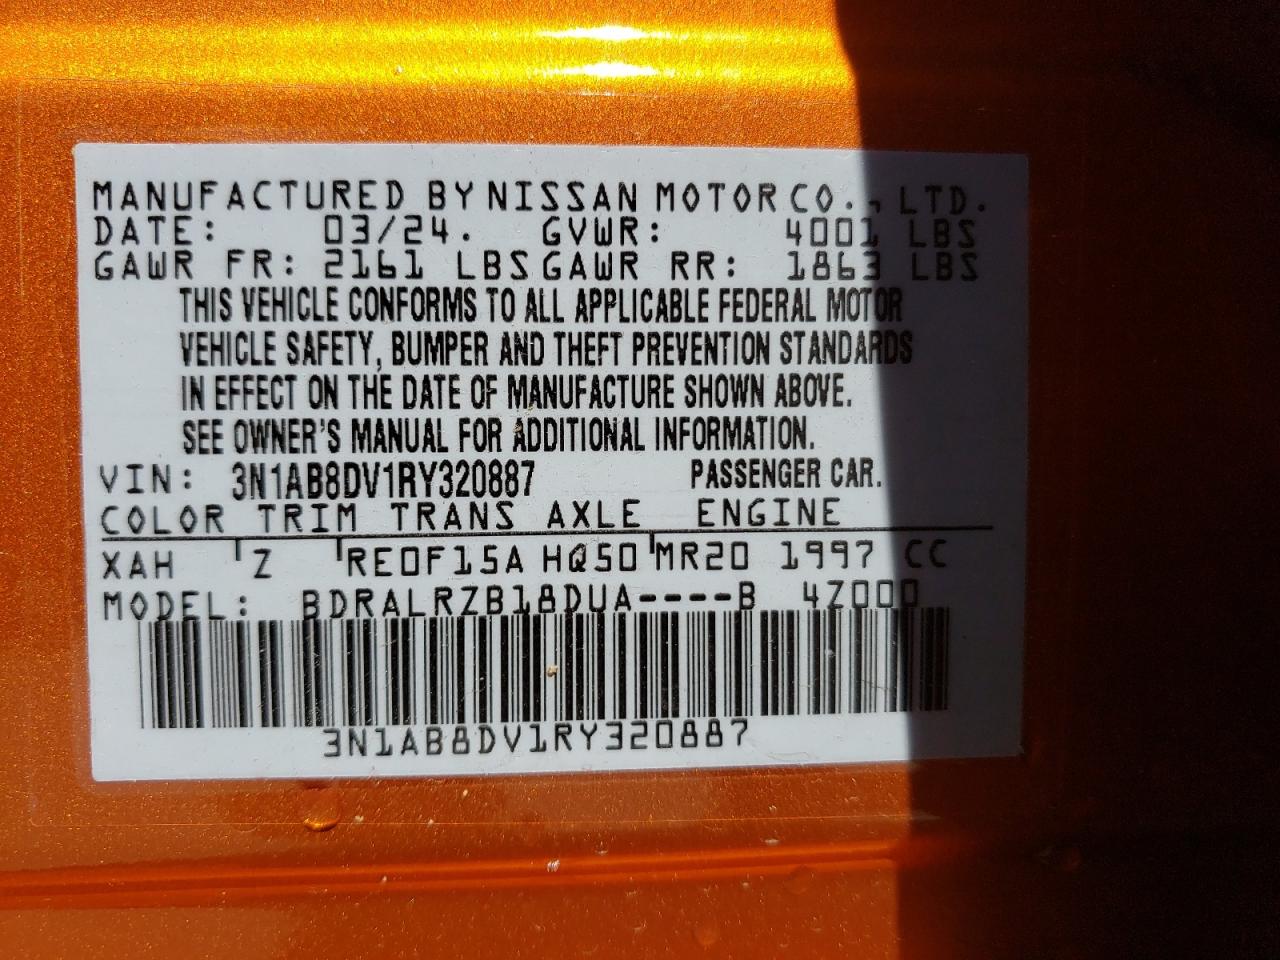 MANUFACTURED BY NISSAN MOTOR CO., LTD.
DATE: 03/24. GVWR: 4001 LBS
GAWR FR: 2161 LBS GAWR RR: 1863 LBS
THIS VEHICLE CONFORMS TO ALL APPLICABLE FEDERAL MOTOR
VEHICLE SAFETY, BUMPER AND THEFT PREVENTION STANDARDS
IN EFFECT ON THE DATE OF MANUFACTURE SHOWN ABOVE.
SEE OWNER'S MANUAL FOR ADDITIONAL INFORMATION.
VIN: 3N1AB8DV1RY320887 PASSENGER CAR.
COLOR TRIM TRANS AXLE ENGINE
XAH Z RE0F15A HQ50 MR20 1997 CC
MODEL: BDRALRZB18DUA----B 4Z000
3N1AB8DV1RY320887